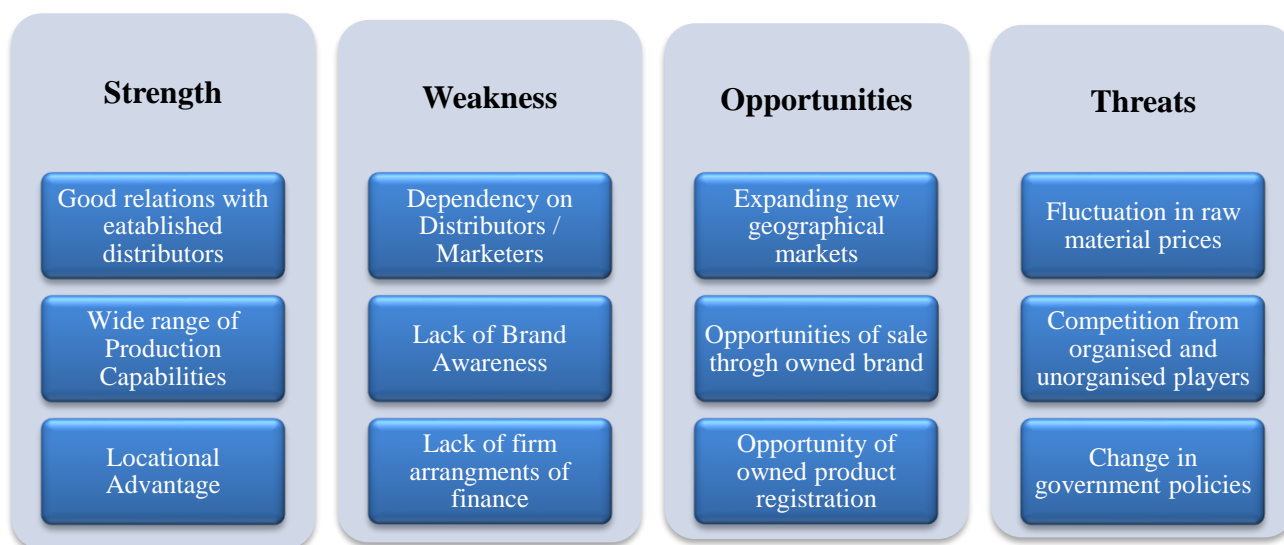 Strength
Good relations with
eatablished
distributors
Wide range of
Production
Capabilities
Locational
Advantage
Weakness
Dependency on
Distributors /
Marketers
Lack of Brand
Awareness
Lack of firm
arrangments of
finance
Opportunities
Expanding new
geographical
markets
Opportunities of sale
throgh owned brand
Opportunity of
owned product
registration
Threats
Fluctuation in raw
material prices
Competition from
organised and
unorganised players
Change in
government policies